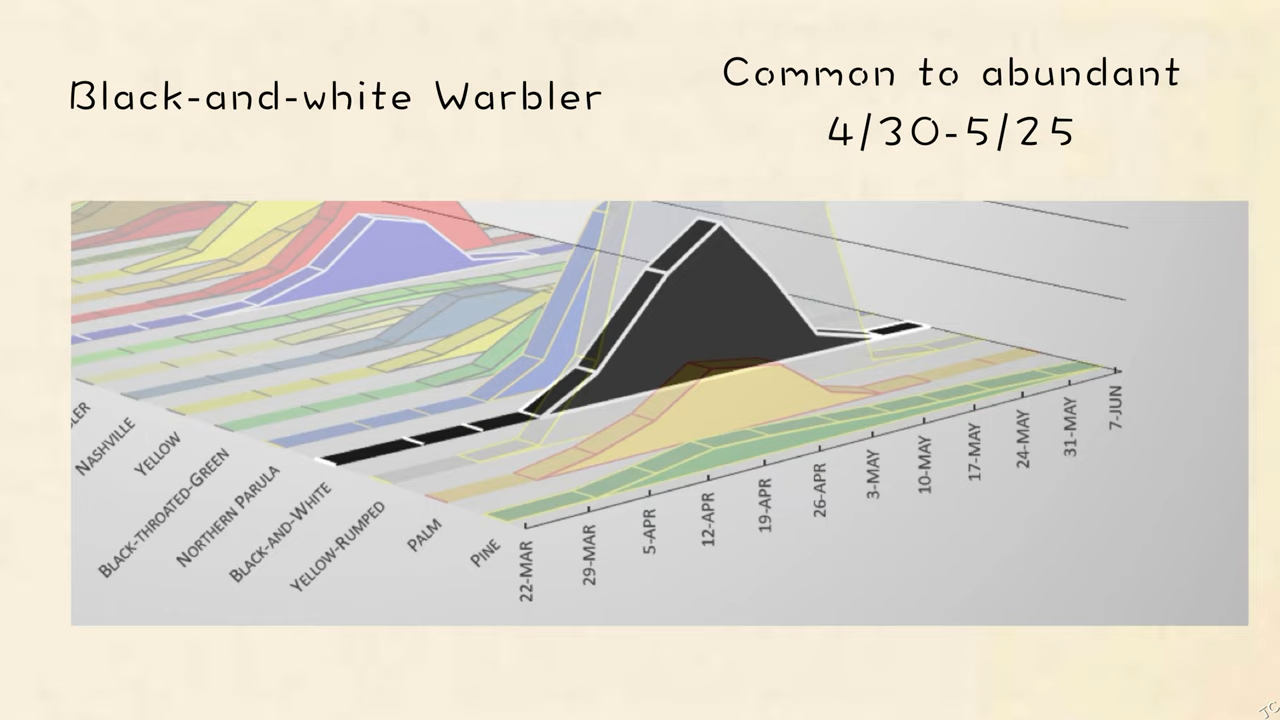 Black-and-white Warbler
Common to abundant
4/30-5/25
LER
NASHVILLE
YELLOW
BLACK-THROATED-GREEN
NORTHERN PARULA
BLACK-AND-WHITE
YELLOW-RUMPED
PALM
PINE
22-MAR
29-MAR
5-APR
12-APR
19-APR
26-APR
3-MAY
10-MAY
17-MAY
24-MAY
31-MAY
7-JUN